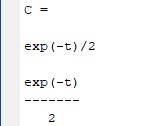 C =
exp(-t)/2
exp(-t)
-------
2